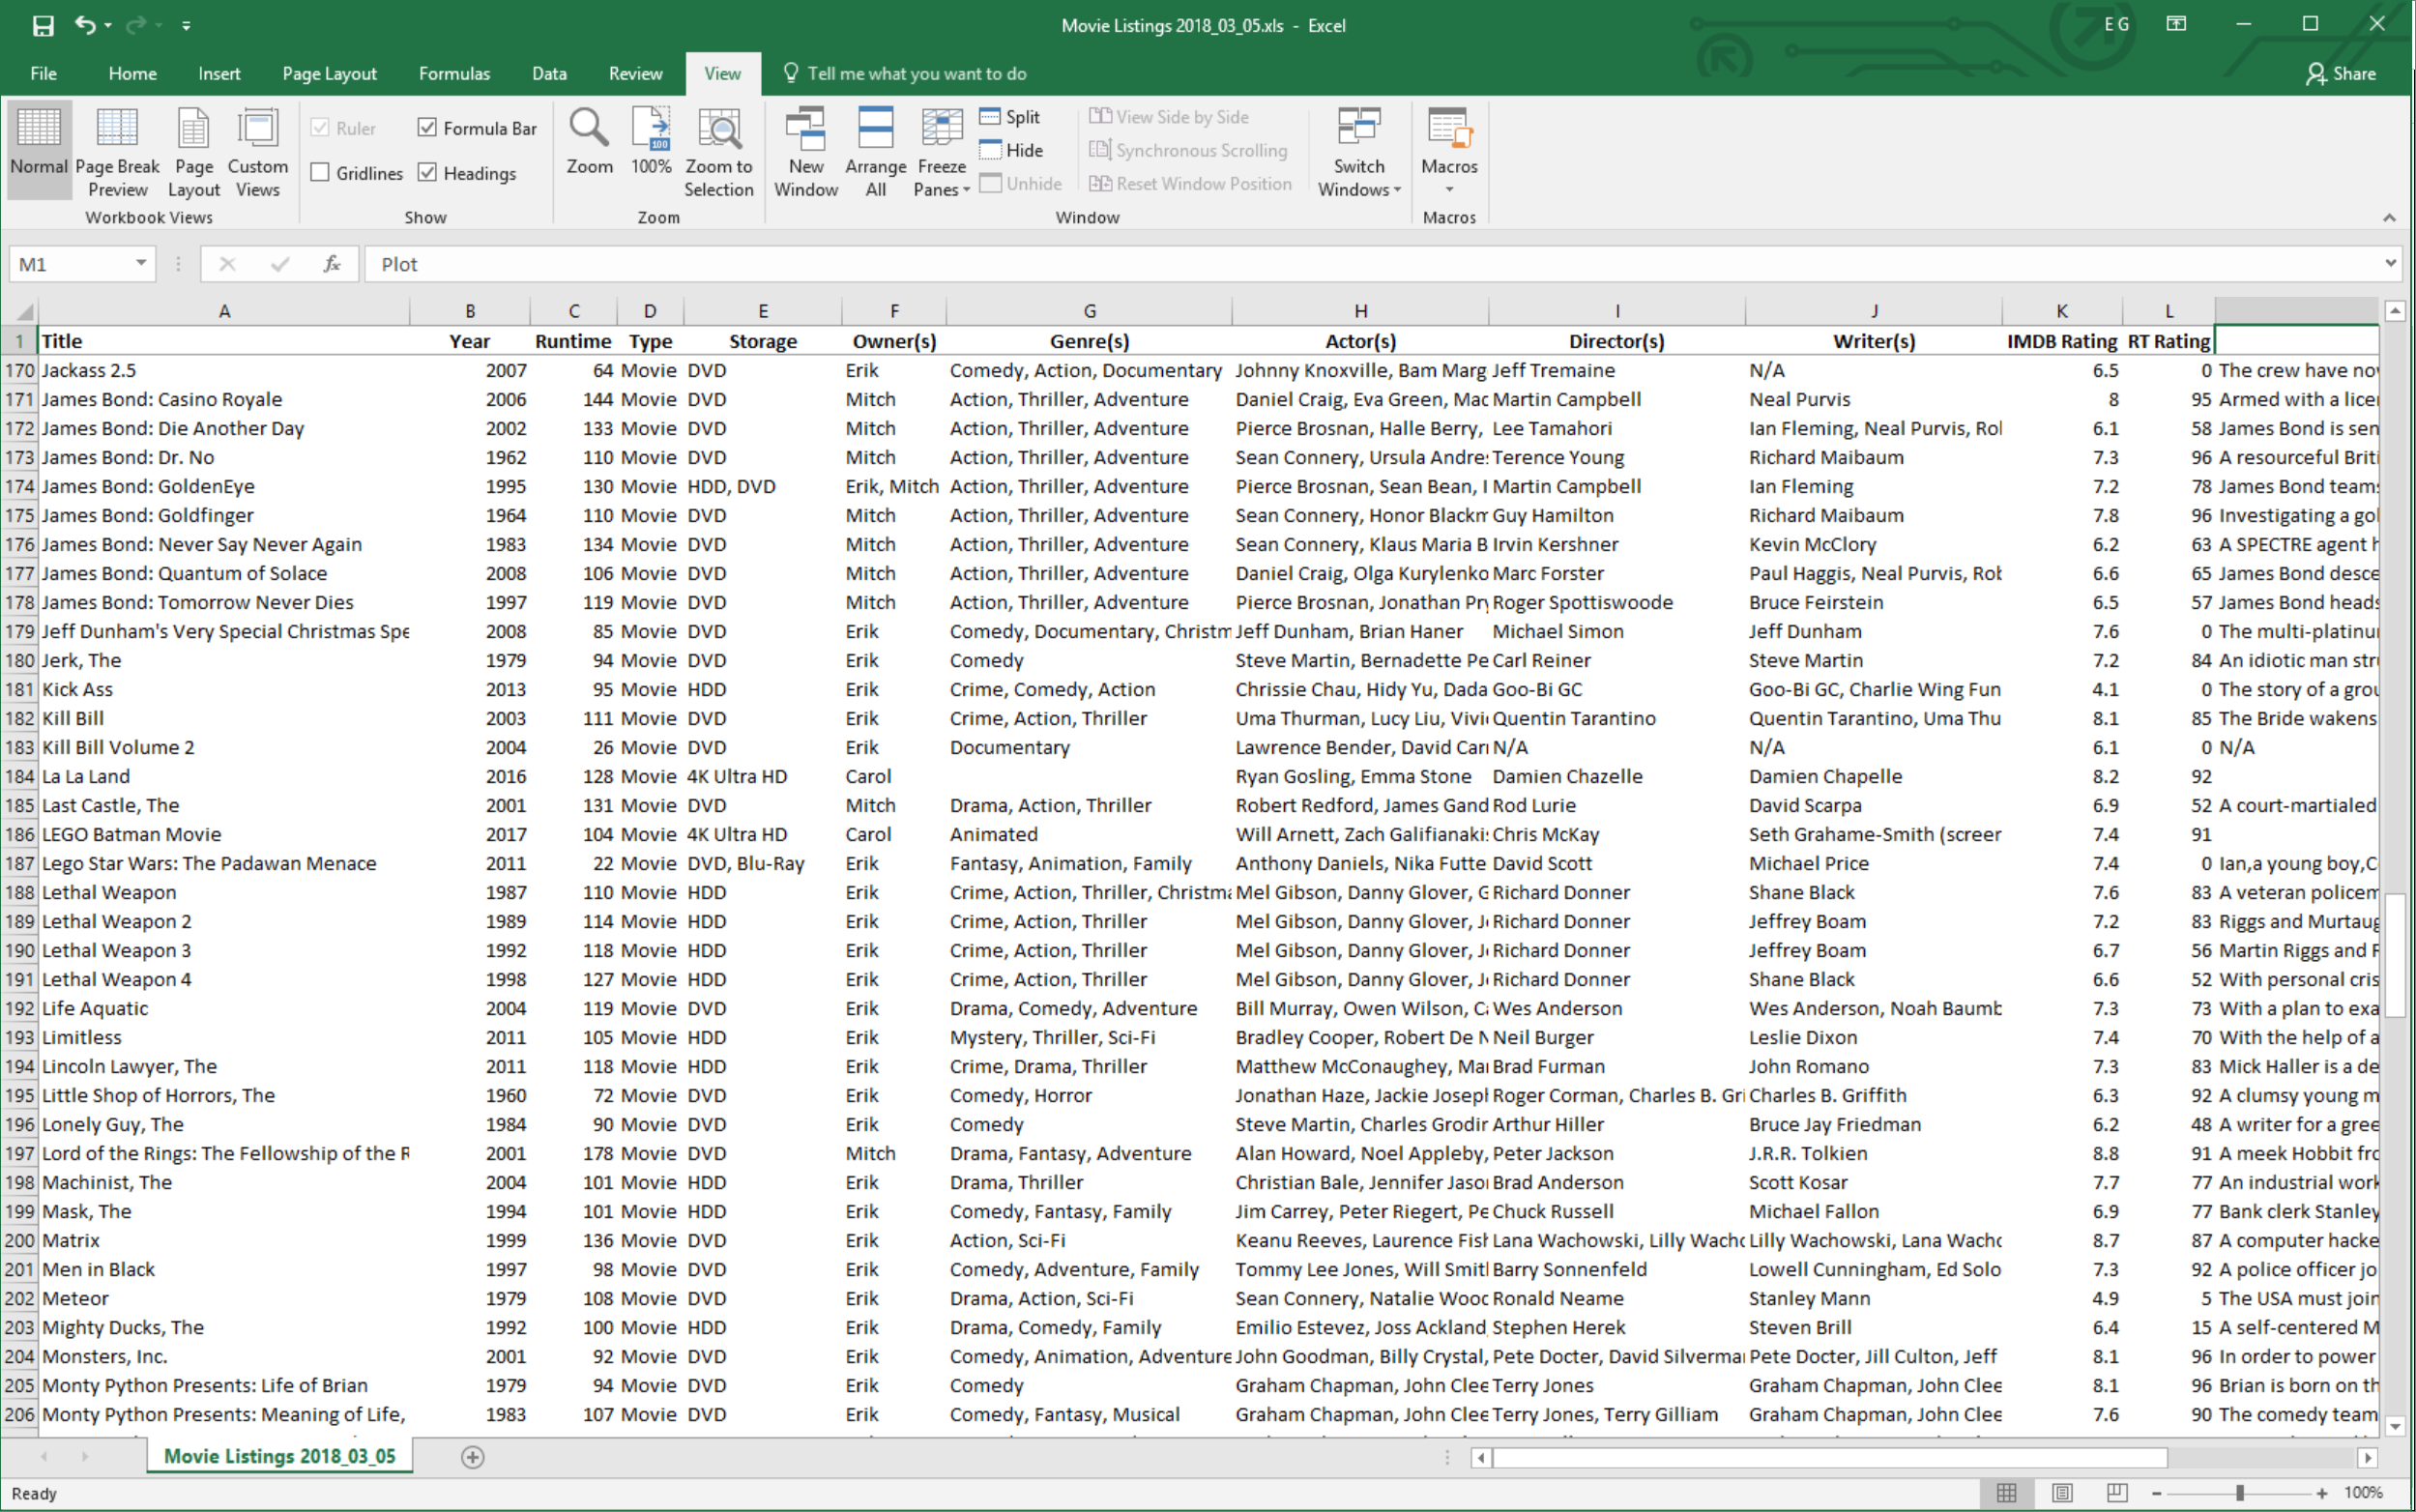 Movie Listings 2018_03_05.xls - Excel
E G
File Home Insert Page Layout Formulas Data Review View Tell me what you want to do Share
Normal Page Break Preview Page Layout Custom Views
Workbook Views
Ruler Formula Bar
Gridlines Headings
Show
Zoom 100% Zoom to Selection
Zoom
New Window Arrange All Freeze Panes Split Hide Unhide
View Side by Side
Synchronous Scrolling
Reset Window Position
Switch Windows
Window
Macros
Macros
M1 fx Plot
A B C D E F G H I J K L
1 Title Year Runtime Type Storage Owner(s) Genre(s) Actor(s) Director(s) Writer(s) IMDB Rating RT Rating
170 Jackass 2.5 2007 64 Movie DVD Erik Comedy, Action, Documentary Johnny Knoxville, Bam Marg Jeff Tremaine N/A 6.5 0 The crew have no
171 James Bond: Casino Royale 2006 144 Movie DVD Mitch Action, Thriller, Adventure Daniel Craig, Eva Green, Mac Martin Campbell Neal Purvis 8 95 Armed with a lice
172 James Bond: Die Another Day 2002 133 Movie DVD Mitch Action, Thriller, Adventure Pierce Brosnan, Halle Berry, Lee Tamahori Ian Fleming, Neal Purvis, Ro 6.1 58 James Bond is sen
173 James Bond: Dr. No 1962 110 Movie DVD Mitch Action, Thriller, Adventure Sean Connery, Ursula Andre Terence Young Richard Maibaum 7.3 96 A resourceful Brit
174 James Bond: GoldenEye 1995 130 Movie HDD, DVD Erik, Mitch Action, Thriller, Adventure Pierce Brosnan, Sean Bean, Martin Campbell Ian Fleming 7.2 78 James Bond team
175 James Bond: Goldfinger 1964 110 Movie DVD Mitch Action, Thriller, Adventure Sean Connery, Honor Blackm Guy Hamilton Richard Maibaum 7.8 96 Investigating a go
176 James Bond: Never Say Never Again 1983 134 Movie DVD Mitch Action, Thriller, Adventure Sean Connery, Klaus Maria B Irvin Kershner Kevin McClory 6.2 63 A SPECTRE agent h
177 James Bond: Quantum of Solace 2008 106 Movie DVD Mitch Action, Thriller, Adventure Daniel Craig, Olga Kurylenko Marc Forster Paul Haggis, Neal Purvis, Rob 6.6 65 James Bond desce
178 James Bond: Tomorrow Never Dies 1997 119 Movie DVD Mitch Action, Thriller, Adventure Pierce Brosnan, Jonathan Pry Roger Spottiswoode Bruce Feirstein 6.5 57 James Bond heads
179 Jeff Dunham's Very Special Christmas Spe 2008 85 Movie DVD Erik Comedy, Documentary, Christm Jeff Dunham, Brian Haner Michael Simon Jeff Dunham 7.6 0 The multi-platinu
180 Jerk, The 1979 94 Movie DVD Erik Comedy Steve Martin, Bernadette Pe Carl Reiner Steve Martin 7.2 84 An idiotic man str
181 Kick Ass 2013 95 Movie HDD Erik Crime, Comedy, Action Chrissie Chau, Hidy Yu, Dada Goo-Bi GC Goo-Bi GC, Charlie Wing Fun 4.1 0 The story of a grou
182 Kill Bill 2003 111 Movie DVD Erik Crime, Action, Thriller Uma Thurman, Lucy Liu, Vivi Quentin Tarantino Quentin Tarantino, Uma Thu 8.1 85 The Bride wakens
183 Kill Bill Volume 2 2004 26 Movie DVD Erik Documentary Lawrence Bender, David Carr N/A N/A 6.1 0 N/A
184 La La Land 2016 128 Movie 4K Ultra HD Carol Ryan Gosling, Emma Stone Damien Chazelle Damien Chapelle 8.2 92
185 Last Castle, The 2001 131 Movie DVD Mitch Drama, Action, Thriller Robert Redford, James Gand Rod Lurie David Scarpa 6.9 52 A court-martialed
186 LEGO Batman Movie 2017 104 Movie 4K Ultra HD Carol Animated Will Arnett, Zach Galifianaki Chris McKay Seth Grahame-Smith (screer 7.4 91
187 Lego Star Wars: The Padawan Menace 2011 22 Movie DVD, Blu-Ray Erik Fantasy, Animation, Family Anthony Daniels, Nika Futte David Scott Michael Price 7.4 0 Ian,a young boy,C
188 Lethal Weapon 1987 110 Movie HDD Erik Crime, Action, Thriller, Christma Mel Gibson, Danny Glover, G Richard Donner Shane Black 7.6 83 A veteran policem
189 Lethal Weapon 2 1989 114 Movie HDD Erik Crime, Action, Thriller Mel Gibson, Danny Glover, J Richard Donner Jeffrey Boam 7.2 83 Riggs and Murtaug
190 Lethal Weapon 3 1992 118 Movie HDD Erik Crime, Action, Thriller Mel Gibson, Danny Glover, J Richard Donner Jeffrey Boam 6.7 56 Martin Riggs and R
191 Lethal Weapon 4 1998 127 Movie HDD Erik Crime, Action, Thriller Mel Gibson, Danny Glover, J Richard Donner Shane Black 6.6 52 With personal cris
192 Life Aquatic 2004 119 Movie DVD Erik Drama, Comedy, Adventure Bill Murray, Owen Wilson, Ca Wes Anderson Wes Anderson, Noah Baumb 7.3 73 With a plan to exa
193 Limitless 2011 105 Movie HDD Erik Mystery, Thriller, Sci-Fi Bradley Cooper, Robert De N Neil Burger Leslie Dixon 7.4 70 With the help of a
194 Lincoln Lawyer, The 2011 118 Movie HDD Erik Crime, Drama, Thriller Matthew McConaughey, Mar Brad Furman John Romano 7.3 83 Mick Haller is a de
195 Little Shop of Horrors, The 1960 72 Movie DVD Erik Comedy, Horror Jonathan Haze, Jackie Joseph Roger Corman, Charles B. Gri Charles B. Griffith 6.3 92 A clumsy young m
196 Lonely Guy, The 1984 90 Movie DVD Erik Comedy Steve Martin, Charles Grodin Arthur Hiller Bruce Jay Friedman 6.2 48 A writer for a gree
197 Lord of the Rings: The Fellowship of the R 2001 178 Movie DVD Mitch Drama, Fantasy, Adventure Alan Howard, Noel Appleby, Peter Jackson J.R.R. Tolkien 8.8 91 A meek Hobbit fro
198 Machinist, The 2004 101 Movie HDD Erik Drama, Thriller Christian Bale, Jennifer Jaso Brad Anderson Scott Kosar 7.7 77 An industrial work
199 Mask, The 1994 101 Movie HDD Erik Comedy, Fantasy, Family Jim Carrey, Peter Riegert, Pe Chuck Russell Michael Fallon 6.9 77 Bank clerk Stanley
200 Matrix 1999 136 Movie DVD Erik Action, Sci-Fi Keanu Reeves, Laurence Fish Lana Wachowski, Lilly Wacho Lilly Wachowski, Lana Wacho 8.7 87 A computer hacke
201 Men in Black 1997 98 Movie DVD Erik Comedy, Adventure, Family Tommy Lee Jones, Will Smitl Barry Sonnenfeld Lowell Cunningham, Ed Solo 7.3 92 A police officer jo
202 Meteor 1979 108 Movie DVD Erik Drama, Action, Sci-Fi Sean Connery, Natalie Wood Ronald Neame Stanley Mann 4.9 5 The USA must join
203 Mighty Ducks, The 1992 100 Movie HDD Erik Drama, Comedy, Family Emilio Estevez, Joss Ackland, Stephen Herek Steven Brill 6.4 15 A self-centered M
204 Monsters, Inc. 2001 92 Movie DVD Erik Comedy, Animation, Adventure John Goodman, Billy Crystal, Pete Docter, David Silverma Pete Docter, Jill Culton, Jeff 8.1 96 In order to power
205 Monty Python Presents: Life of Brian 1979 94 Movie DVD Erik Comedy Graham Chapman, John Clee Terry Jones Graham Chapman, John Clee 8.1 96 Brian is born on th
206 Monty Python Presents: Meaning of Life, 1983 107 Movie DVD Erik Comedy, Fantasy, Musical Graham Chapman, John Clee Terry Jones, Terry Gilliam Graham Chapman, John Clee 7.6 90 The comedy team
Movie Listings 2018_03_05
Ready 100%